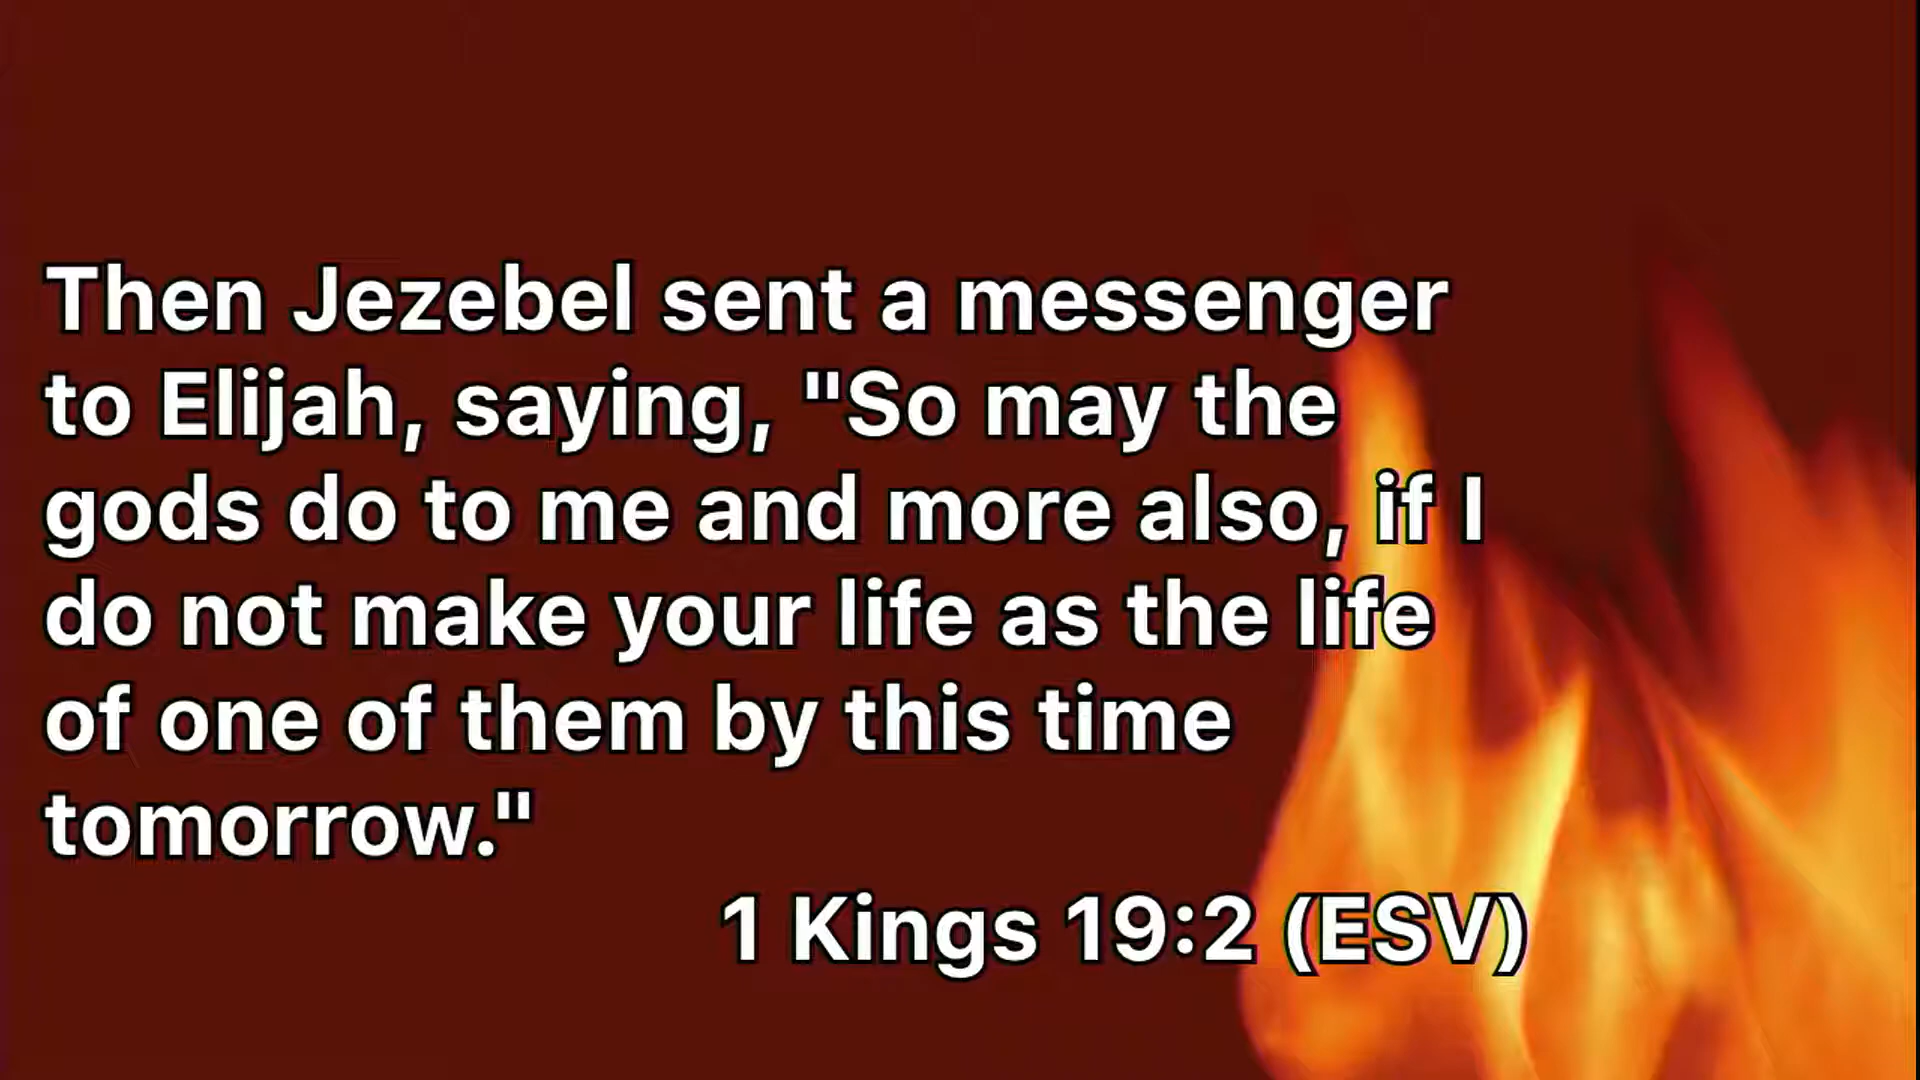 Then Jezebel sent a messenger
to Elijah, saying, "So may the
gods do to me and more also, if I
do not make your life as the life
of one of them by this time
tomorrow."
1 Kings 19:2 (ESV)